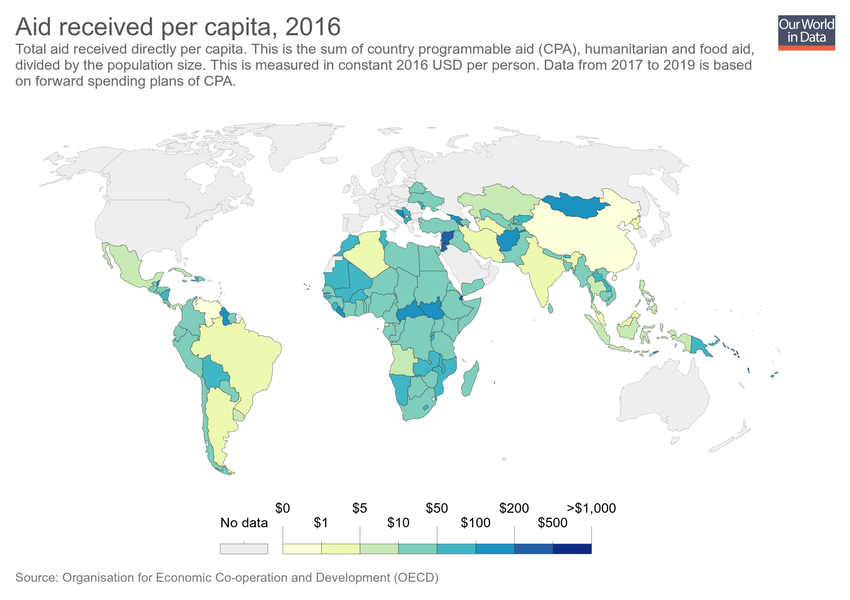 Aid received per capita, 2016
Our World
in Data
Total aid received directly per capita. This is the sum of country programmable aid (CPA), humanitarian and food aid,
divided by the population size. This is measured in constant 2016 USD per person. Data from 2017 to 2019 is based
on forward spending plans of CPA.
$0 $5 $50 $200 >$1,000
No data $1 $10 $100 $500
Source: Organisation for Economic Co-operation and Development (OECD)